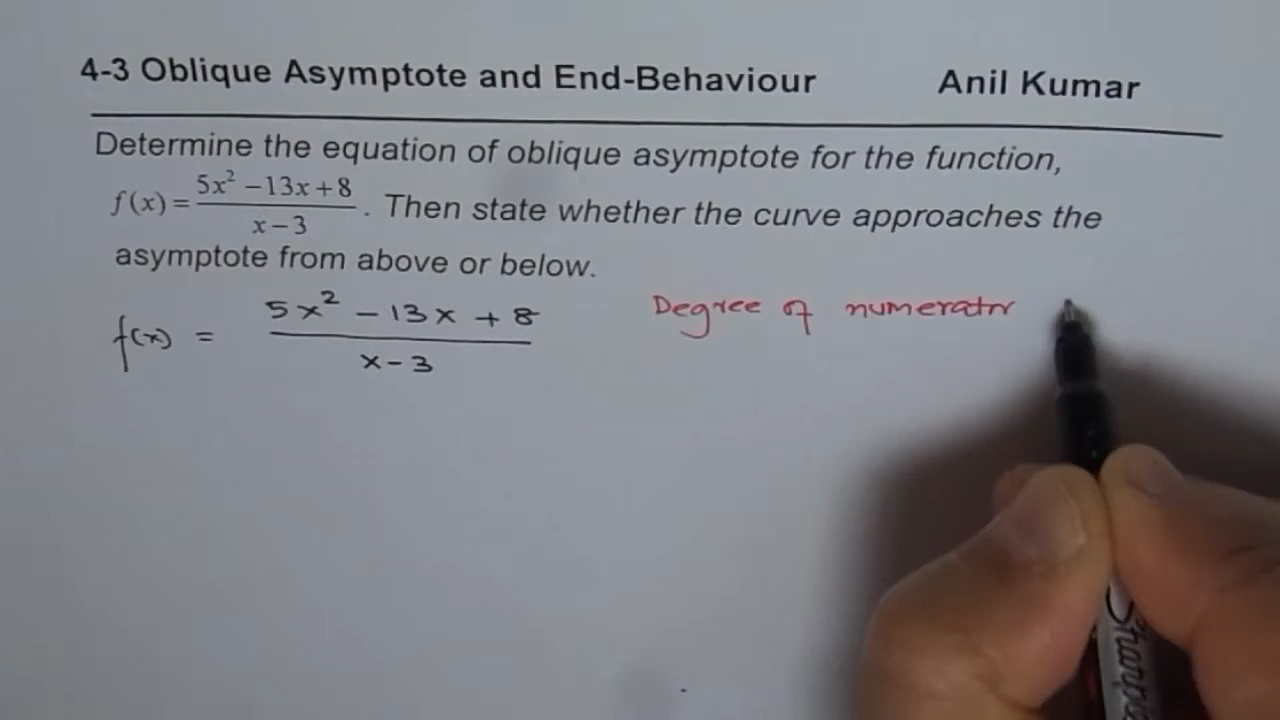 4-3 Oblique Asymptote and End-Behaviour Anil Kumar
Determine the equation of oblique asymptote for the function,
f(x) = (5x² − 13x + 8)/(x − 3). Then state whether the curve approaches the
asymptote from above or below.
f(x) = (5x² − 13x + 8)/(x − 3) Degree of numerator
Sharpi